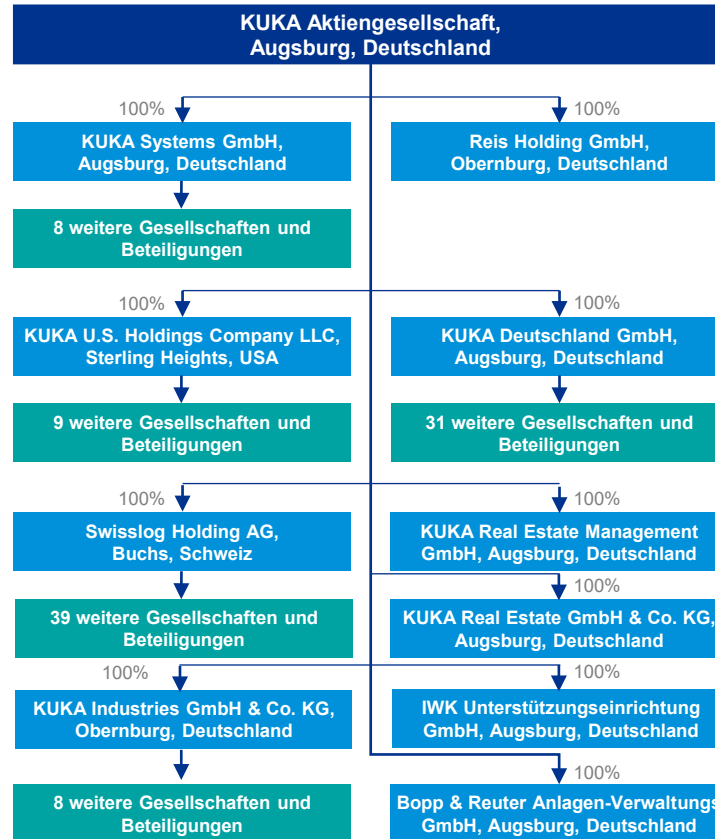 KUKA Aktiengesellschaft,
Augsburg, Deutschland
100%
100%
KUKA Systems GmbH,
Augsburg, Deutschland
Reis Holding GmbH,
Obernburg, Deutschland
8 weitere Gesellschaften und
Beteiligungen
100%
100%
KUKA U.S. Holdings Company LLC,
Sterling Heights, USA
KUKA Deutschland GmbH,
Augsburg, Deutschland
9 weitere Gesellschaften und
Beteiligungen
31 weitere Gesellschaften und
Beteiligungen
100%
100%
Swisslog Holding AG,
Buchs, Schweiz
KUKA Real Estate Management
GmbH, Augsburg, Deutschland
100%
39 weitere Gesellschaften und
Beteiligungen
KUKA Real Estate GmbH & Co. KG,
Augsburg, Deutschland
100%
100%
KUKA Industries GmbH & Co. KG,
Obernburg, Deutschland
IWK Unterstützungseinrichtung
GmbH, Augsburg, Deutschland
100%
8 weitere Gesellschaften und
Beteiligungen
Bopp & Reuter Anlagen-Verwaltungs
GmbH, Augsburg, Deutschland